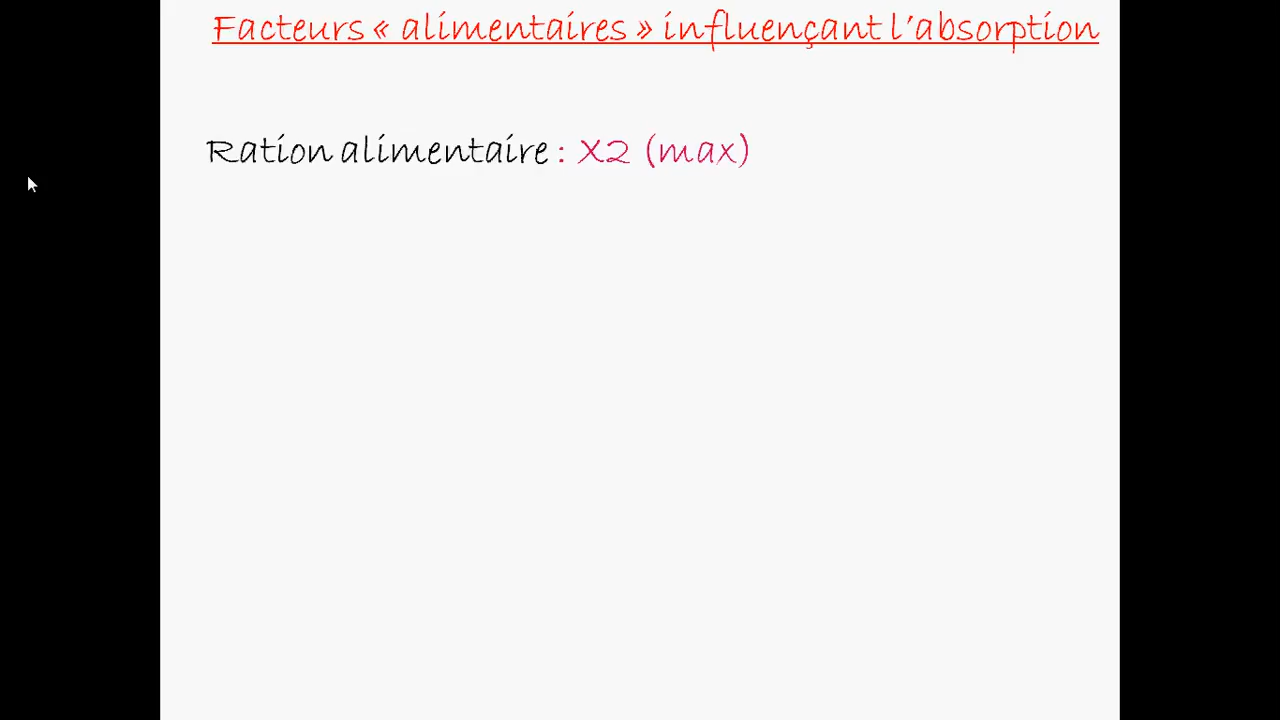 Facteurs « alimentaires » influençant l'absorption
Ration alimentaire : X2 (max)